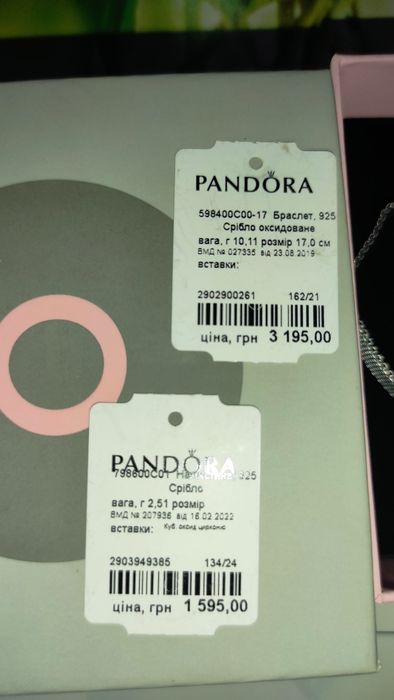 PANDORA
598400C00-17 Браслет, 925
Срібло оксидоване
вага, г 10,11 розмір 17,0 см
ВМД № 027335 від 23.08.2019
вставки:
2902900261 162/21
ціна, грн 3 195,00
PANDORA
798600C01 925
Срібло
вага, г 2,51 розмір
ВМД № 207936 від 16.02.2022
вставки: Куб. оксид цирконію
2903949385 134/24
ціна, грн 1 595,00